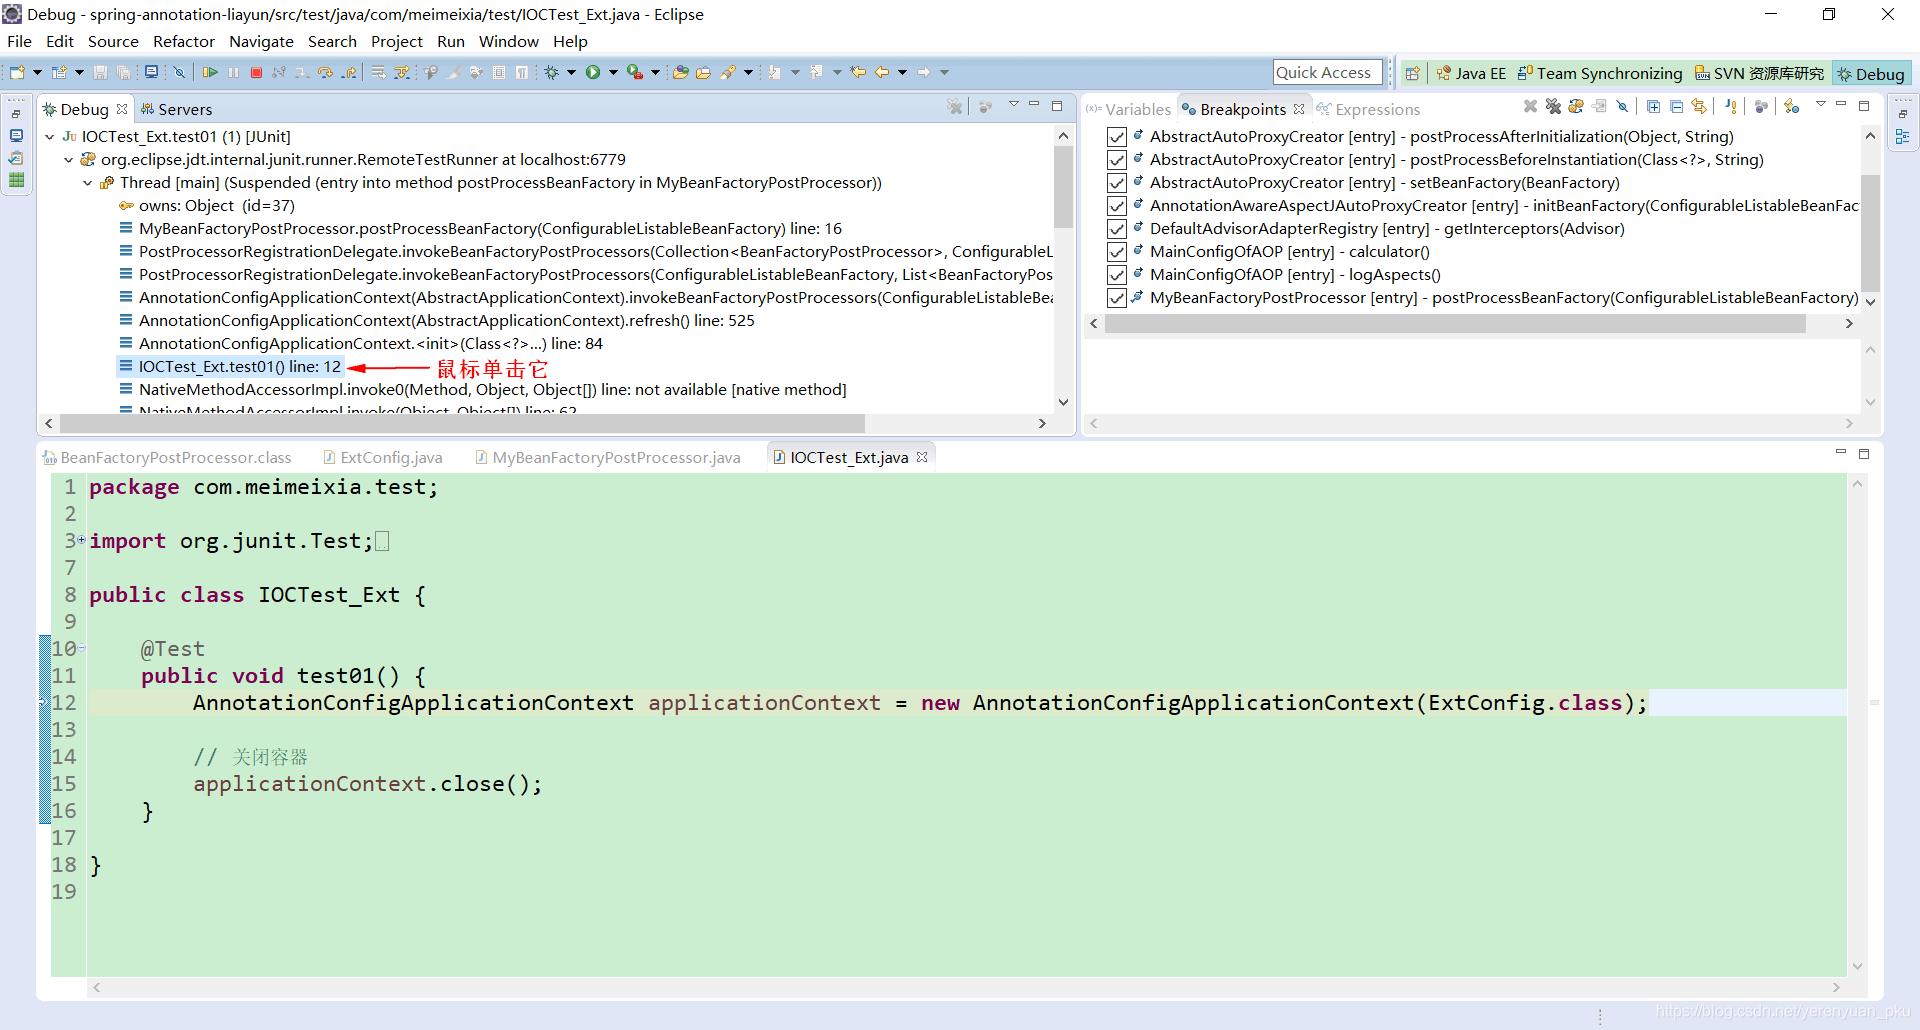 Debug - spring-annotation-liayun/src/test/java/com/meimeixia/test/IOCTest_Ext.java - Eclipse
File Edit Source Refactor Navigate Search Project Run Window Help
Quick Access
Java EE Team Synchronizing SVN 资源库研究 Debug
Debug Servers
IOCTest_Ext.test01 (1) [JUnit]
org.eclipse.jdt.internal.junit.runner.RemoteTestRunner at localhost:6779
Thread [main] (Suspended (entry into method postProcessBeanFactory in MyBeanFactoryPostProcessor))
owns: Object (id=37)
MyBeanFactoryPostProcessor.postProcessBeanFactory(ConfigurableListableBeanFactory) line: 16
PostProcessorRegistrationDelegate.invokeBeanFactoryPostProcessors(Collection<BeanFactoryPostProcessor>, ConfigurableL
PostProcessorRegistrationDelegate.invokeBeanFactoryPostProcessors(ConfigurableListableBeanFactory, List<BeanFactoryPos
AnnotationConfigApplicationContext(AbstractApplicationContext).invokeBeanFactoryPostProcessors(ConfigurableListableBea
AnnotationConfigApplicationContext(AbstractApplicationContext).refresh() line: 525
AnnotationConfigApplicationContext.<init>(Class<?>...) line: 84
IOCTest_Ext.test01() line: 12
鼠标单击它
NativeMethodAccessorImpl.invoke0(Method, Object, Object[]) line: not available [native method]
NativeMethodAccessorImpl.invoke(Object, Object[]) line: 62
(x)= Variables Breakpoints Expressions
AbstractAutoProxyCreator [entry] - postProcessAfterInitialization(Object, String)
AbstractAutoProxyCreator [entry] - postProcessBeforeInstantiation(Class<?>, String)
AbstractAutoProxyCreator [entry] - setBeanFactory(BeanFactory)
AnnotationAwareAspectJAutoProxyCreator [entry] - initBeanFactory(ConfigurableListableBeanFac
DefaultAdvisorAdapterRegistry [entry] - getInterceptors(Advisor)
MainConfigOfAOP [entry] - calculator()
MainConfigOfAOP [entry] - logAspects()
MyBeanFactoryPostProcessor [entry] - postProcessBeanFactory(ConfigurableListableBeanFactory)
BeanFactoryPostProcessor.class ExtConfig.java MyBeanFactoryPostProcessor.java IOCTest_Ext.java
1 package com.meimeixia.test;
2
3 import org.junit.Test;
7
8 public class IOCTest_Ext {
9
10 @Test
11 public void test01() {
12 AnnotationConfigApplicationContext applicationContext = new AnnotationConfigApplicationContext(ExtConfig.class);
13
14 // 关闭容器
15 applicationContext.close();
16 }
17
18 }
19
https://blog.csdn.net/yerenyuan_pku